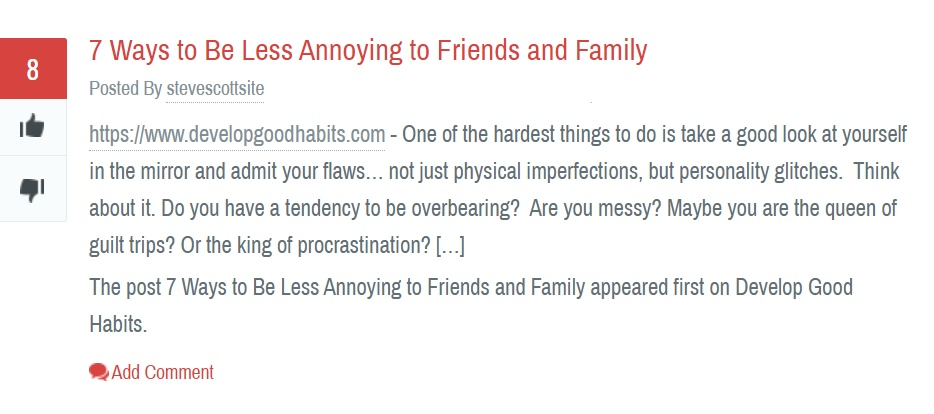 8
7 Ways to Be Less Annoying to Friends and Family
Posted By stevescottsite
https://www.developgoodhabits.com - One of the hardest things to do is take a good look at yourself
in the mirror and admit your flaws… not just physical imperfections, but personality glitches.  Think
about it. Do you have a tendency to be overbearing?  Are you messy? Maybe you are the queen of
guilt trips? Or the king of procrastination? […]
The post 7 Ways to Be Less Annoying to Friends and Family appeared first on Develop Good
Habits.
Add Comment